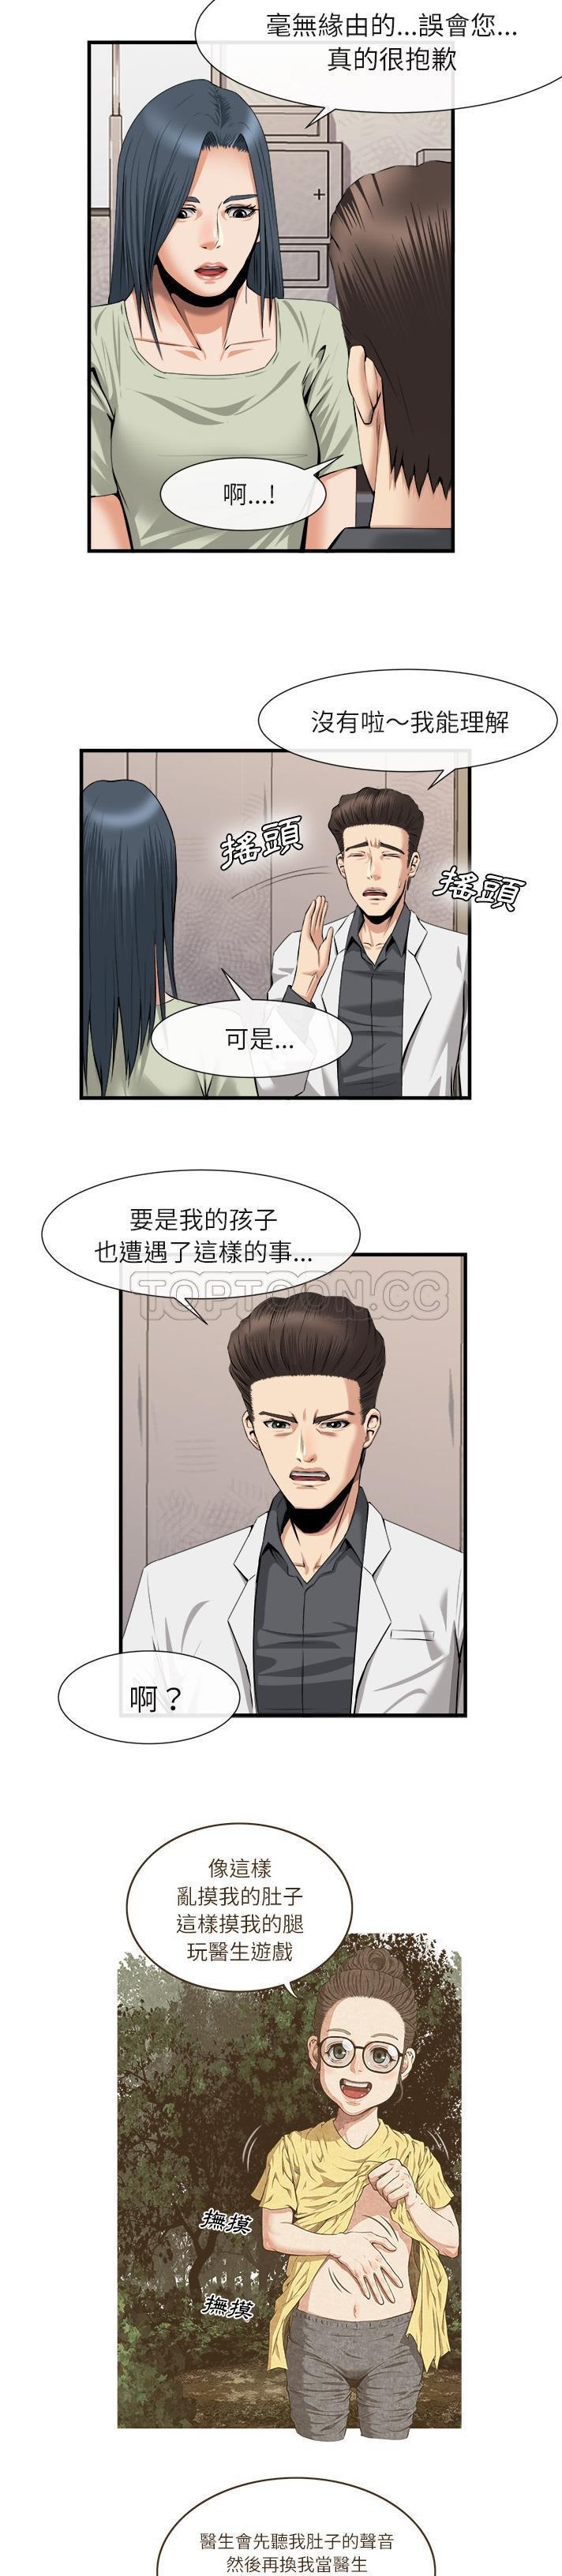 毫無緣由的...誤會您...
真的很抱歉
啊...!
沒有啦～我能理解
搖頭
搖頭
可是...
要是我的孩子
也遭遇了這樣的事...
TOPTOON.CC
啊？
像這樣
亂摸我的肚子
這樣摸我的腿
玩醫生遊戲
撫摸
撫摸
醫生會先聽我肚子的聲音
然後再換我當醫生